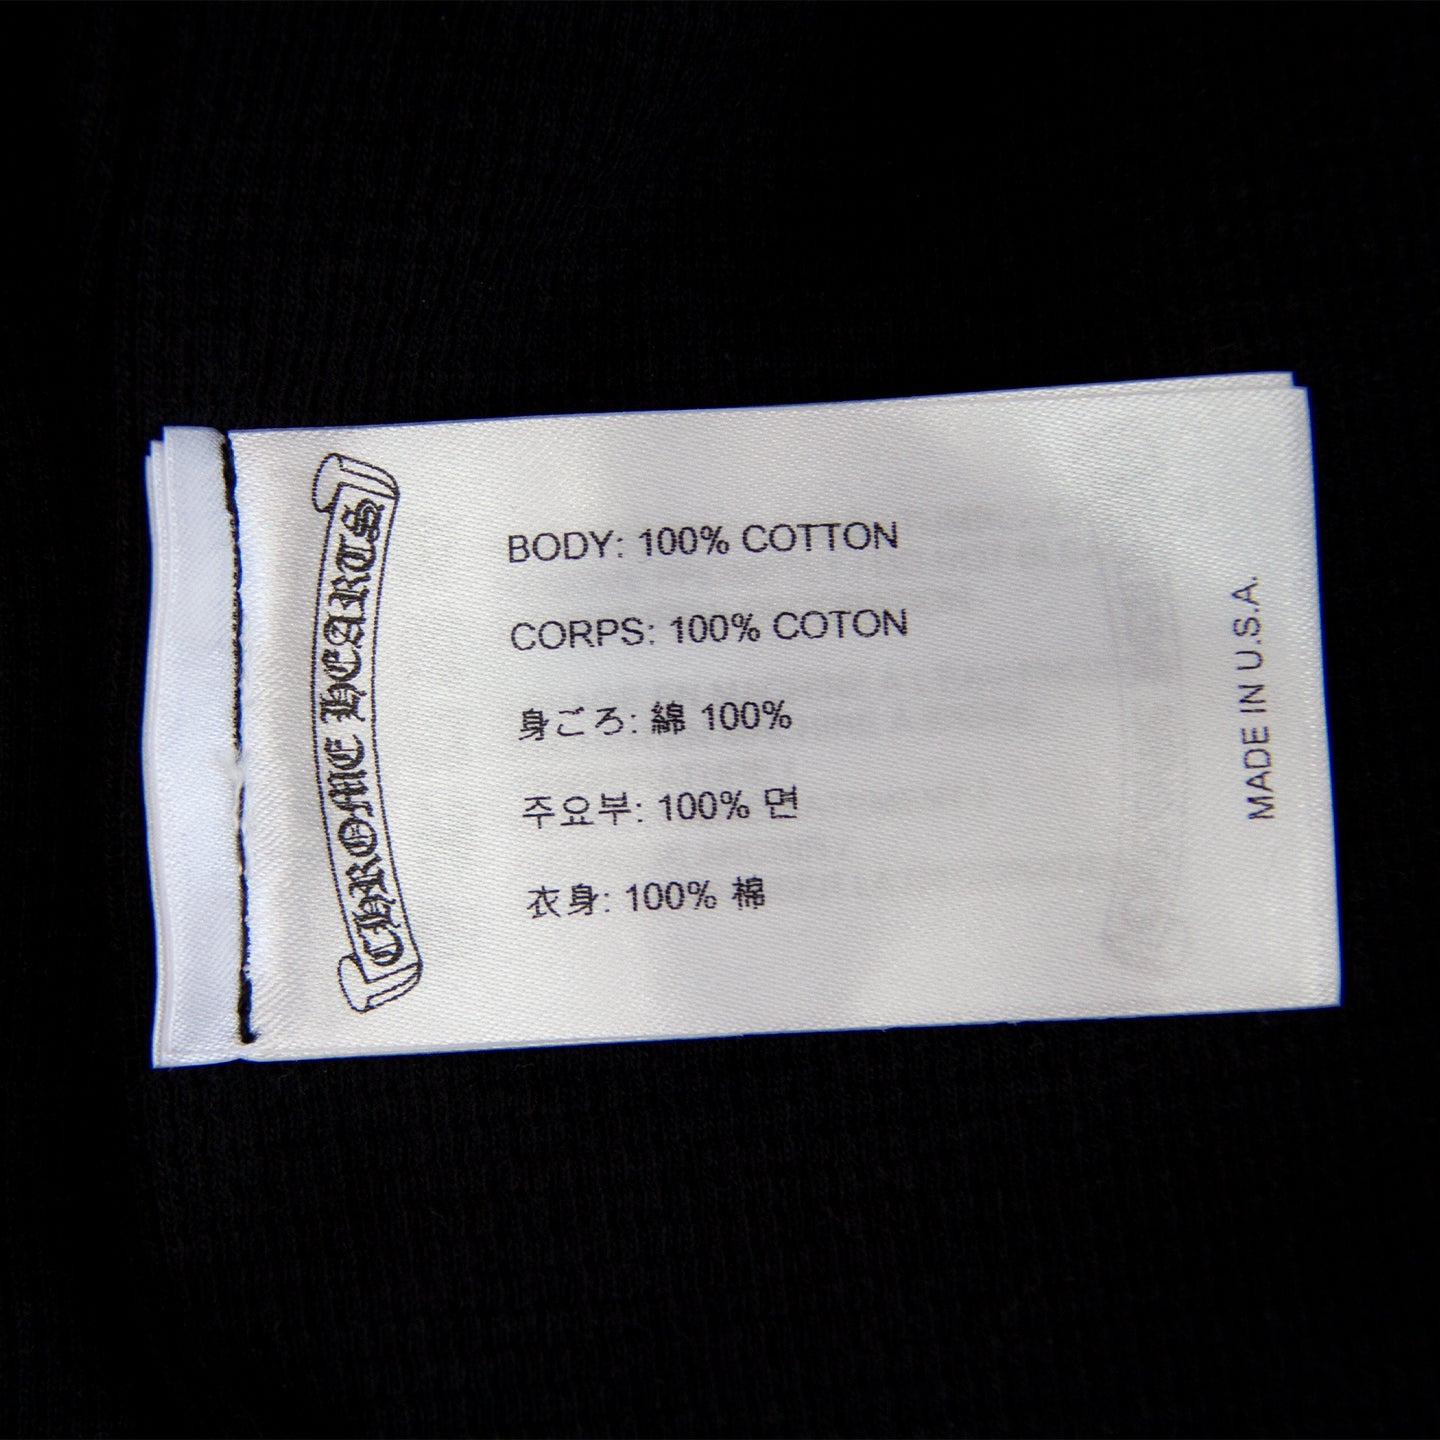 CHROME HEARTS
BODY: 100% COTTON
CORPS: 100% COTON
身ごろ: 綿 100%
주요부: 100% 면
衣身: 100% 棉
MADE IN U.S.A.